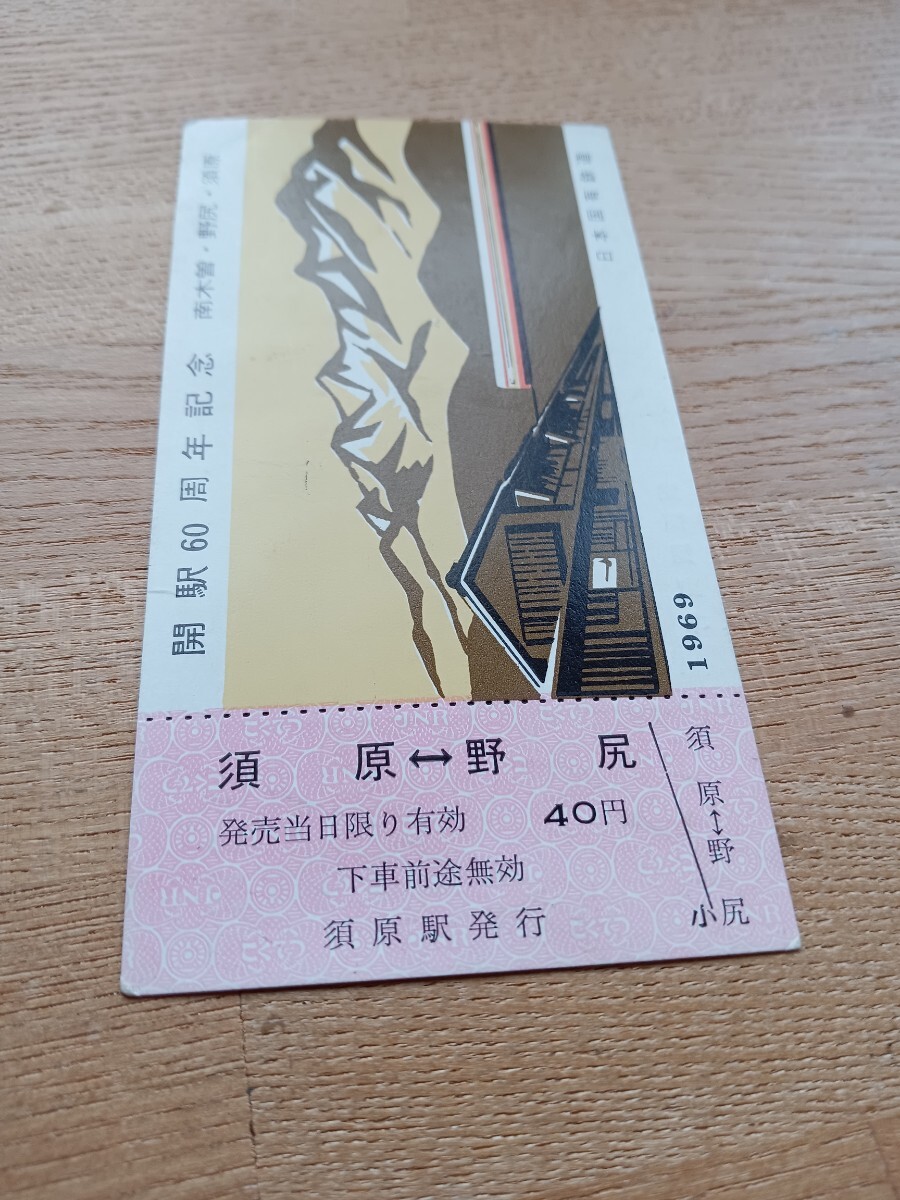 開駅60周年記念 南木曽・野尻・須原
日本国有鉄道
1969
須原↔野尻
発売当日限り有効 40円
下車前途無効
須原駅発行
須原↔野尻
小